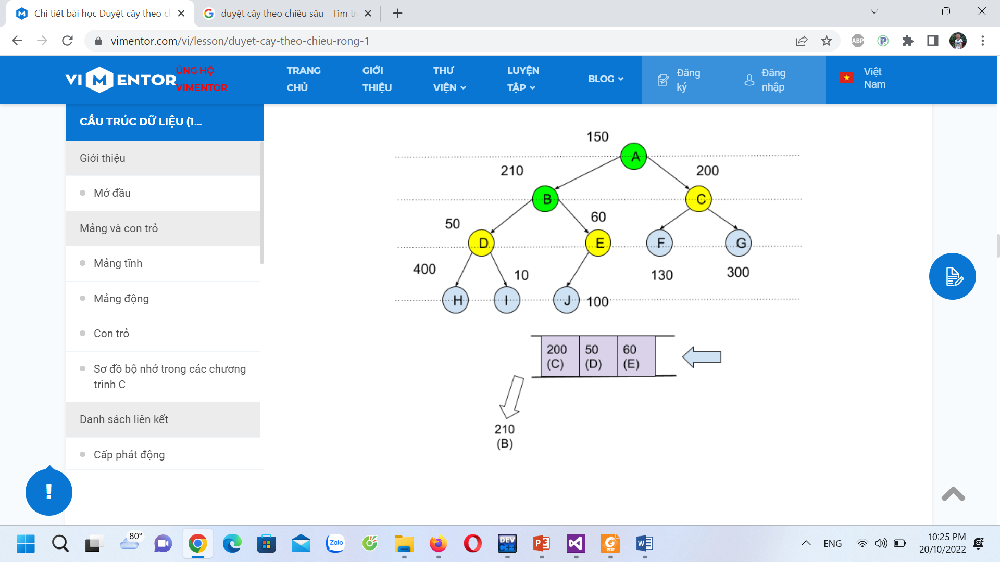 Chi tiết bài học Duyệt cây theo ch
duyệt cây theo chiều sâu - Tìm tr
vimentor.com/vi/lesson/duyet-cay-theo-chieu-rong-1
ABP
VIMENTOR
ỦNG HỘ
VIMENTOR
TRANG
CHỦ
GIỚI
THIỆU
THƯ
VIỆN
LUYỆN
TẬP
BLOG
Đăng
ký
Đăng
nhập
Việt
Nam
CẤU TRÚC DỮ LIỆU (1...
Giới thiệu
Mở đầu
Mảng và con trỏ
Mảng tĩnh
Mảng động
Con trỏ
Sơ đồ bộ nhớ trong các chương
trình C
Danh sách liên kết
Cấp phát động
150
A
210
200
B
C
50
60
D
E
F
G
400
10
130
300
H
I
J
100
200
(C)
50
(D)
60
(E)
210
(B)
!
80°
Zalo
DEV
C++
P
PDF
W
ENG
10:25 PM
20/10/2022